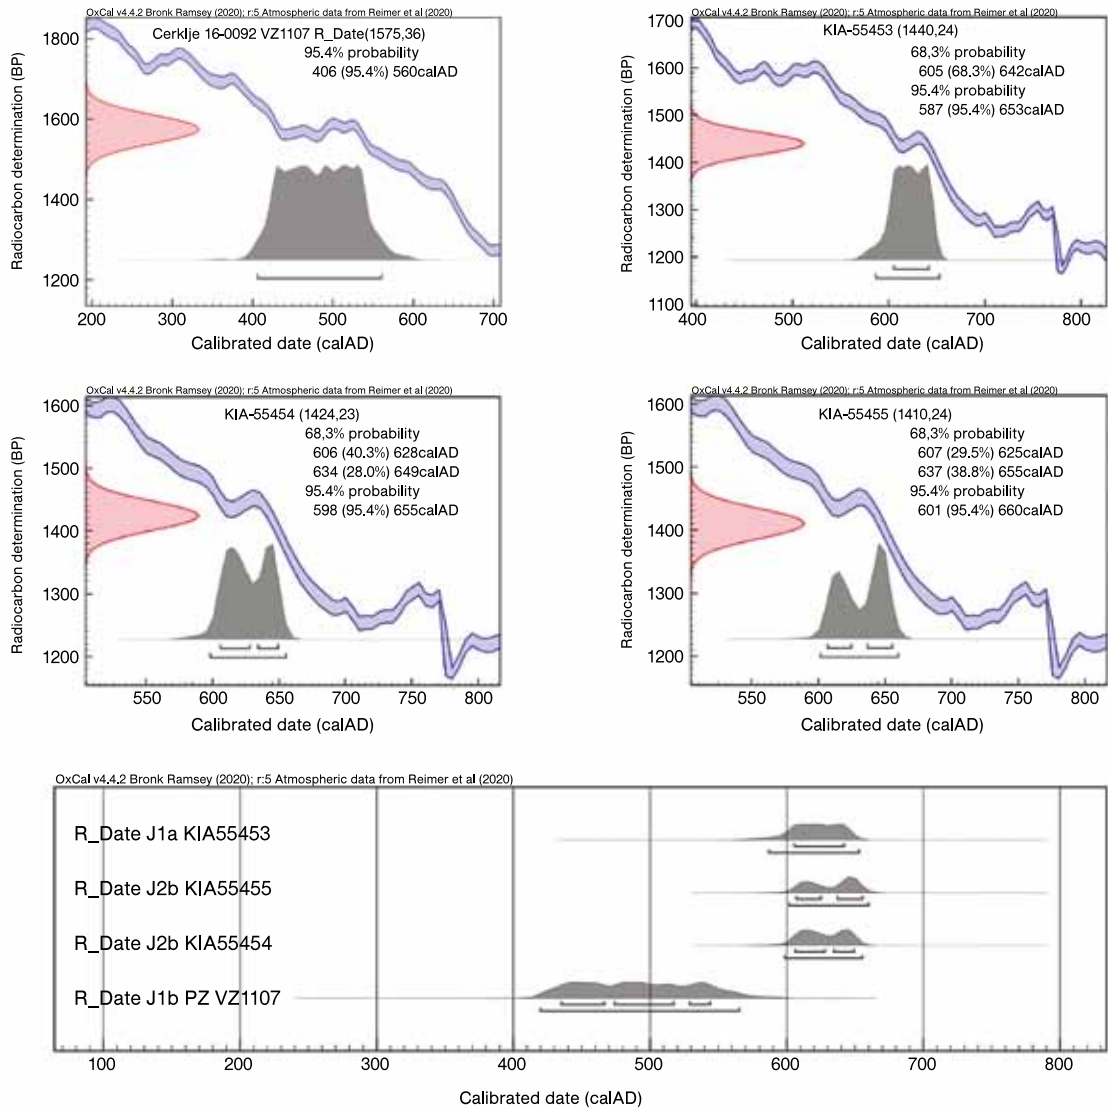 OxCal v4.4.2 Bronk Ramsey (2020); r:5 Atmospheric data from Reimer et al (2020)
Cerklje 16-0092 VZ1107 R_Date(1575,36)
95.4% probability
406 (95.4%) 560calAD
Radiocarbon determination (BP)
1800
1600
1400
1200
200 300 400 500 600 700
Calibrated date (calAD)
OxCal v4.4.2 Bronk Ramsey (2020); r:5 Atmospheric data from Reimer et al (2020)
KIA-55453 (1440,24)
68,3% probability
605 (68.3%) 642calAD
95.4% probability
587 (95.4%) 653calAD
Radiocarbon determination (BP)
1700
1600
1500
1400
1300
1200
1100
400 500 600 700 800
Calibrated date (calAD)
OxCal v4.4.2 Bronk Ramsey (2020); r:5 Atmospheric data from Reimer et al (2020)
KIA-55454 (1424,23)
68,3% probability
606 (40.3%) 628calAD
634 (28.0%) 649calAD
95.4% probability
598 (95.4%) 655calAD
Radiocarbon determination (BP)
1600
1500
1400
1300
1200
550 600 650 700 750 800
Calibrated date (calAD)
OxCal v4.4.2 Bronk Ramsey (2020); r:5 Atmospheric data from Reimer et al (2020)
KIA-55455 (1410,24)
68,3% probability
607 (29.5%) 625calAD
637 (38.8%) 655calAD
95.4% probability
601 (95.4%) 660calAD
Radiocarbon determination (BP)
1600
1500
1400
1300
1200
550 600 650 700 750 800
Calibrated date (calAD)
OxCal v4.4.2 Bronk Ramsey (2020); r:5 Atmospheric data from Reimer et al (2020)
R_Date J1a KIA55453
R_Date J2b KIA55455
R_Date J2b KIA55454
R_Date J1b PZ VZ1107
100 200 300 400 500 600 700 800
Calibrated date (calAD)